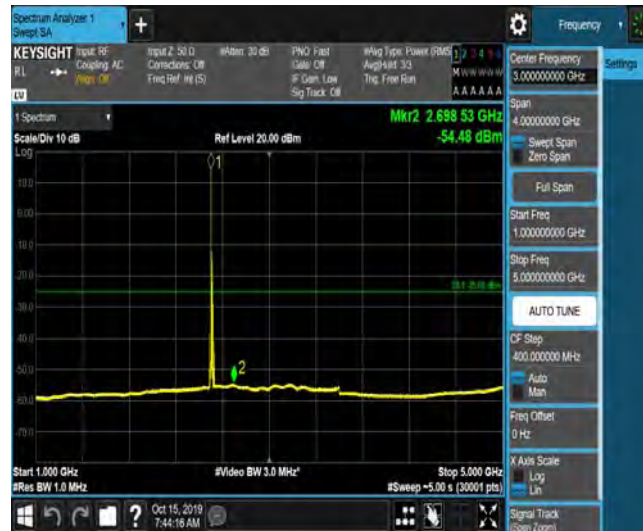 Spectrum Analyzer 1
Swept SA
+
Frequency
KEYSIGHT
Input: RF
Input Z: 50 Ω
#Atten: 30 dB
PNO: Fast
#Avg Type: Power (RMS
1 2 3 4 5 6
RL
Coupling: AC
Corrections: Off
Gate: Off
Avg|Hold: 3/3
M W W W W W
Align: Off
Freq Ref: Int (S)
IF Gain: Low
Trig: Free Run
Sig Track: Off
A A A A A A
LV
1 Spectrum
Mkr2 2.698 53 GHz
Scale/Div 10 dB
Ref Level 20.00 dBm
-54.48 dBm
Log
1
10.0
0.00
-10.0
-20.0
-30.0
-40.0
-50.0
2
-60.0
-70.0
Start 1.000 GHz
#Video BW 3.0 MHz*
Stop 5.000 GHz
#Res BW 1.0 MHz
#Sweep ~5.00 s (30001 pts)
?
Oct 15, 2019
7:44:16 AM
Center Frequency
3.000000000 GHz
Settings
Span
4.00000000 GHz
Swept Span
Zero Span
Full Span
Start Freq
1.000000000 GHz
Stop Freq
5.000000000 GHz
AUTO TUNE
CF Step
400.000000 MHz
Auto
Man
Freq Offset
0 Hz
X Axis Scale
Log
Lin
Signal Track
(Span Zoom)